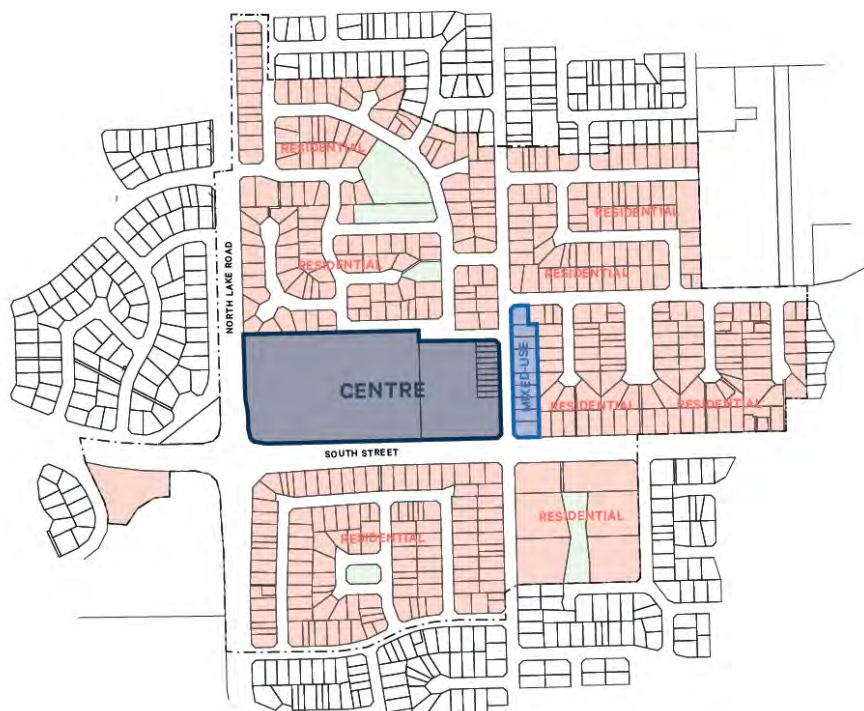 RESIDENTIAL
RESIDENTIAL
RESIDENTIAL
NORTH LAKE ROAD
RESIDENTIAL
CENTRE
MIXED-USE
RESIDENTIAL
RESIDENTIAL
SOUTH STREET
RESIDENTIAL
RESIDENTIAL